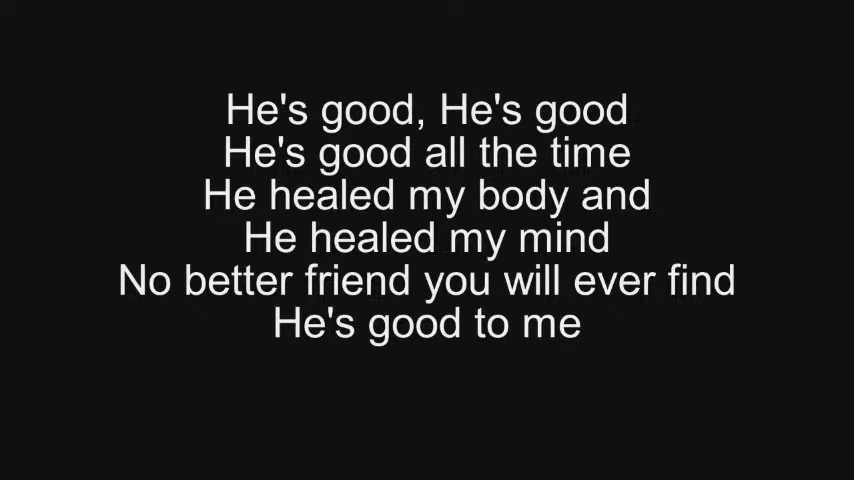 He's good, He's good
He's good all the time
He healed my body and
He healed my mind
No better friend you will ever find
He's good to me